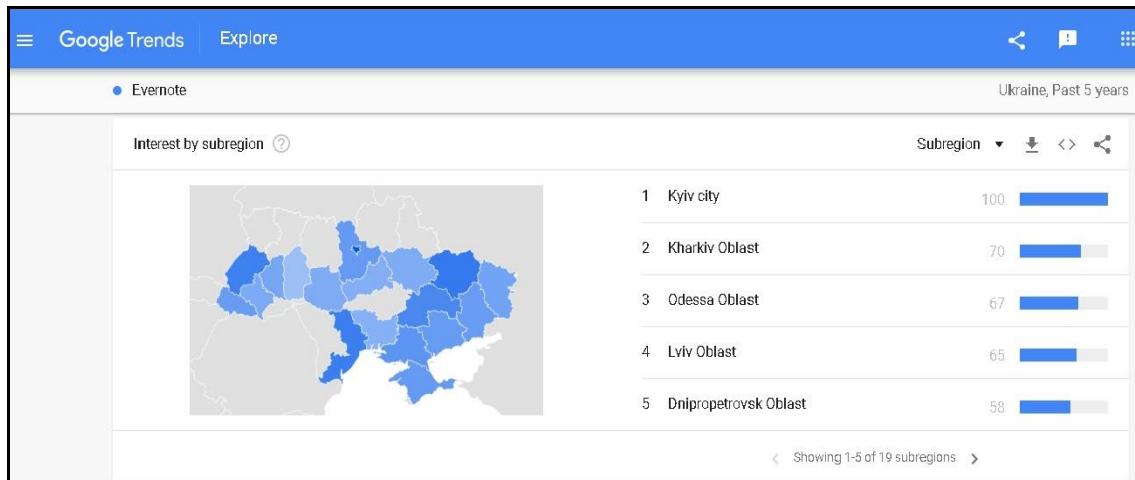 Google Trends Explore
Evernote Ukraine, Past 5 years
Interest by subregion Subregion
1 Kyiv city 100
2 Kharkiv Oblast 70
3 Odessa Oblast 67
4 Lviv Oblast 65
5 Dnipropetrovsk Oblast 58
Showing 1-5 of 19 subregions